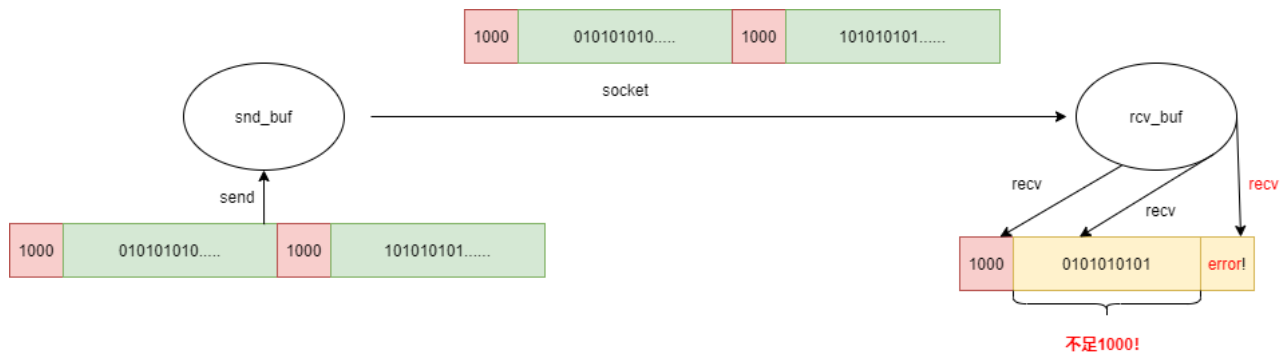 1000 010101010..... 1000 101010101......
socket
snd_buf
rcv_buf
send
recv
recv
recv
1000 010101010..... 1000 101010101......
1000 0101010101 error!
不足1000!